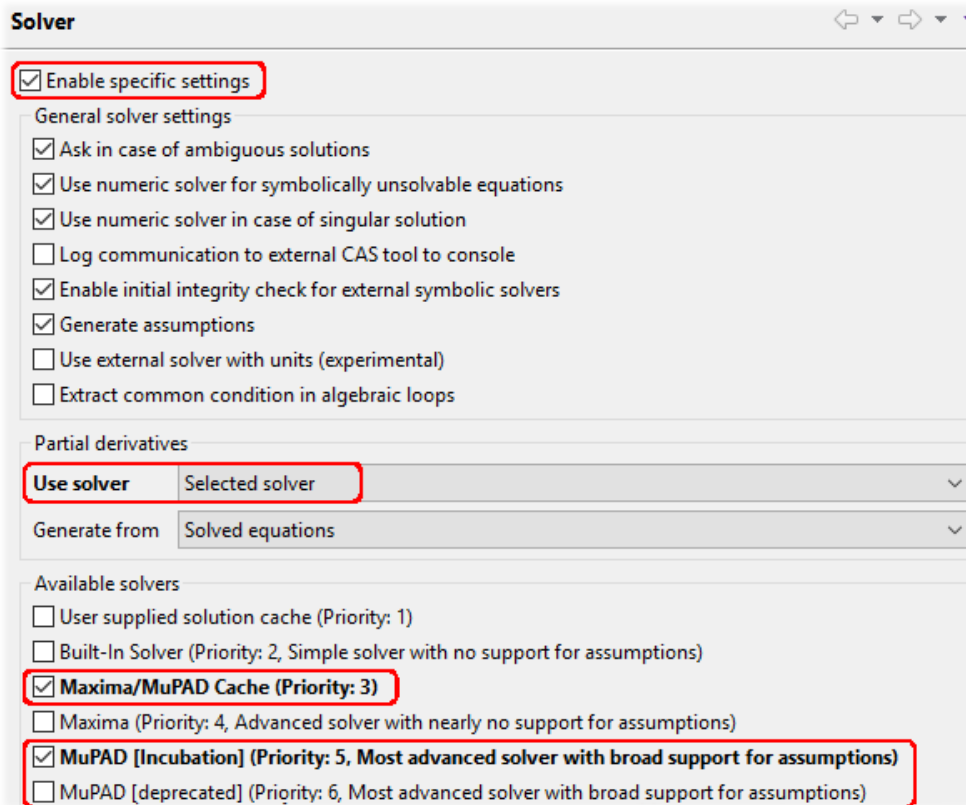 Solver
Enable specific settings
General solver settings
Ask in case of ambiguous solutions
Use numeric solver for symbolically unsolvable equations
Use numeric solver in case of singular solution
Log communication to external CAS tool to console
Enable initial integrity check for external symbolic solvers
Generate assumptions
Use external solver with units (experimental)
Extract common condition in algebraic loops
Partial derivatives
Use solver Selected solver
Generate from Solved equations
Available solvers
User supplied solution cache (Priority: 1)
Built-In Solver (Priority: 2, Simple solver with no support for assumptions)
Maxima/MuPAD Cache (Priority: 3)
Maxima (Priority: 4, Advanced solver with nearly no support for assumptions)
MuPAD [Incubation] (Priority: 5, Most advanced solver with broad support for assumptions)
MuPAD [deprecated] (Priority: 6, Most advanced solver with broad support for assumptions)